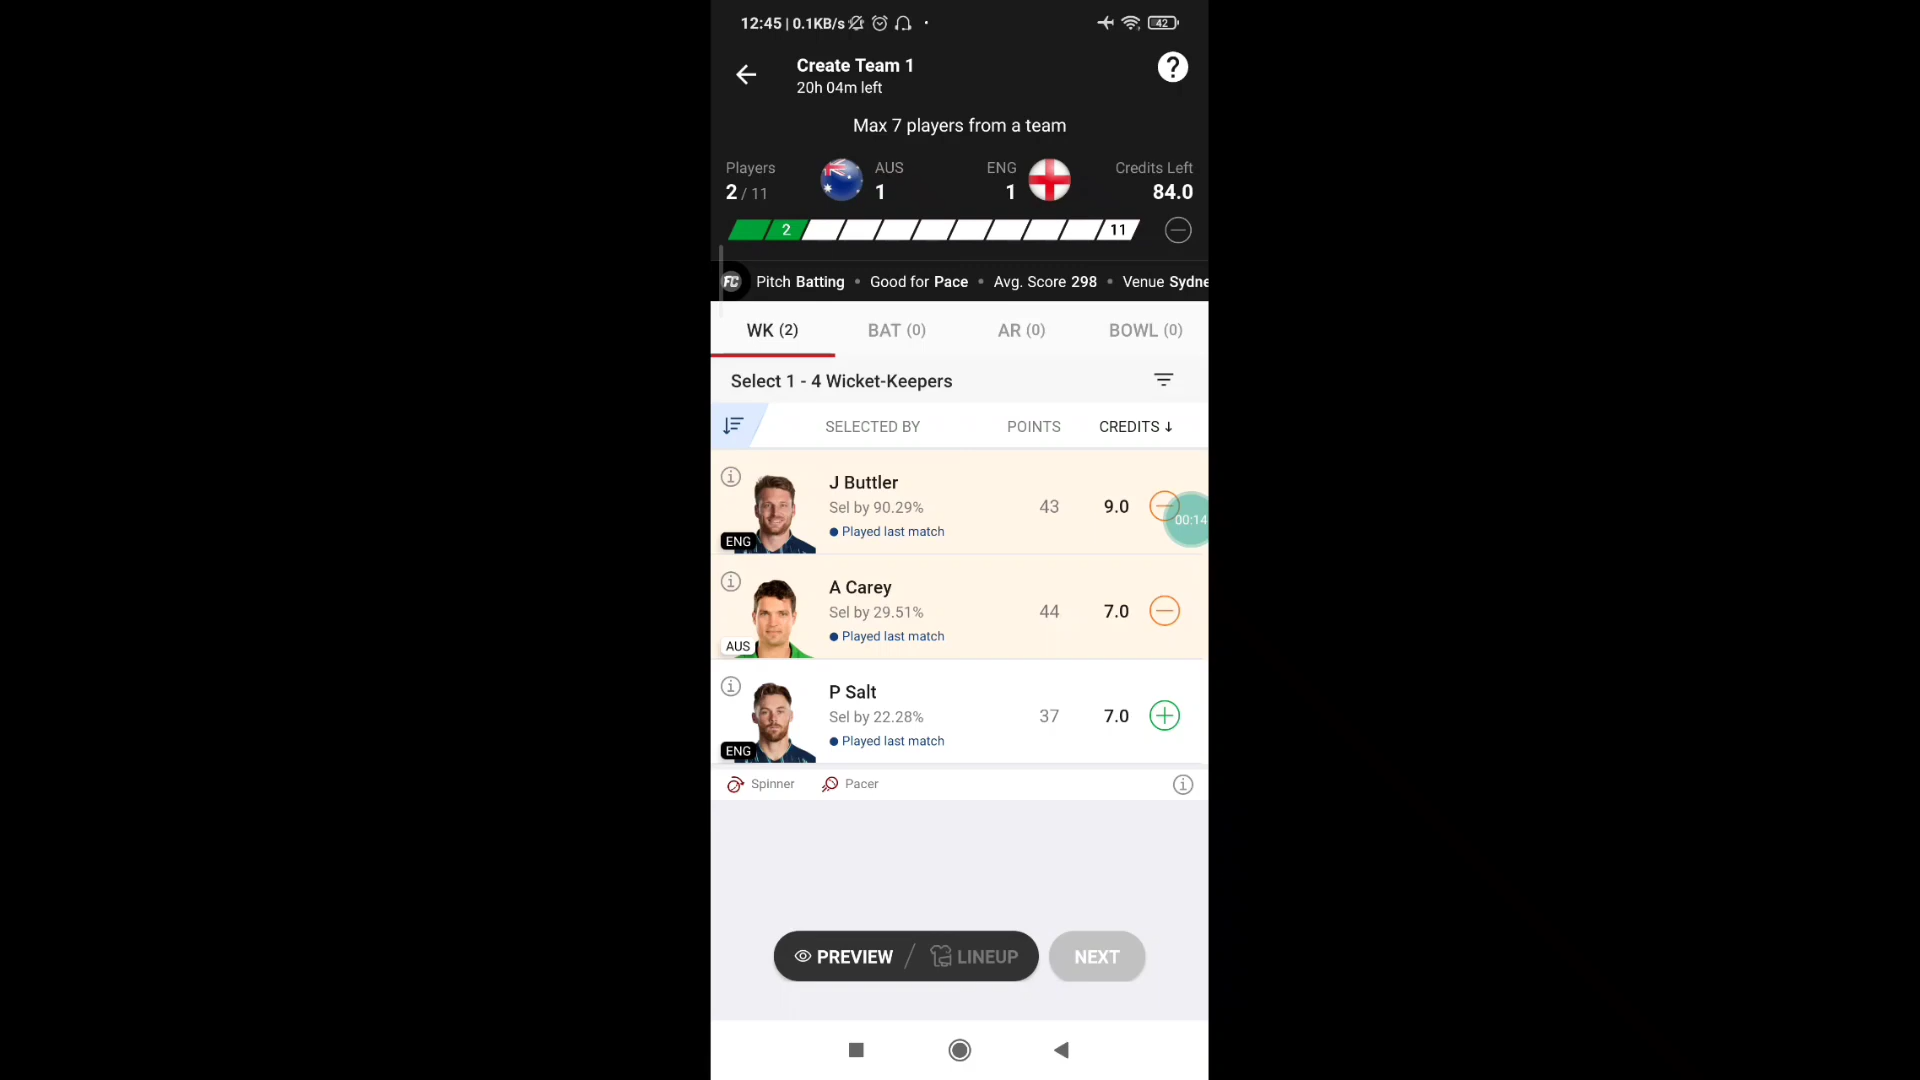 12:45 | 0.1KB/s
42
Create Team 1
20h 04m left
?
Max 7 players from a team
Players
2 / 11
AUS
1
ENG
1
Credits Left
84.0
2
11
FC
Pitch Batting • Good for Pace • Avg. Score 298 • Venue Sydne
WK (2)
BAT (0)
AR (0)
BOWL (0)
Select 1 - 4 Wicket-Keepers
SELECTED BY
POINTS
CREDITS ↓
J Buttler
Sel by 90.29%
Played last match
ENG
43
9.0
00:14
A Carey
Sel by 29.51%
Played last match
AUS
44
7.0
P Salt
Sel by 22.28%
Played last match
ENG
37
7.0
Spinner
Pacer
PREVIEW / LINEUP
NEXT